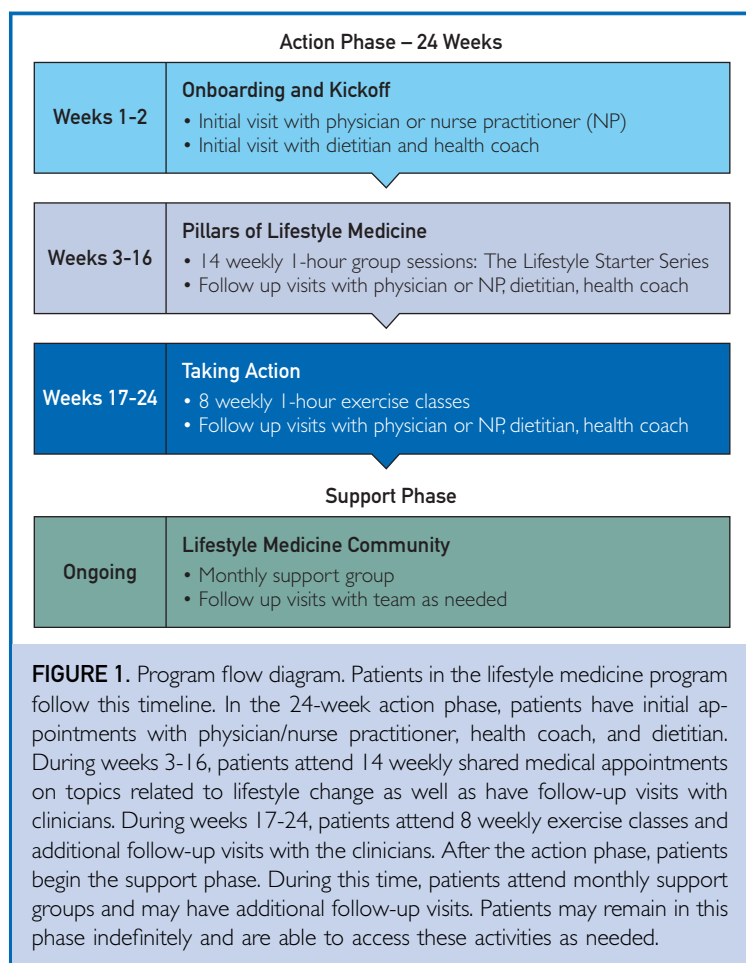 Action Phase – 24 Weeks
Weeks 1-2
Onboarding and Kickoff
• Initial visit with physician or nurse practitioner (NP)
• Initial visit with dietitian and health coach
Weeks 3-16
Pillars of Lifestyle Medicine
• 14 weekly 1-hour group sessions: The Lifestyle Starter Series
• Follow up visits with physician or NP, dietitian, health coach
Weeks 17-24
Taking Action
• 8 weekly 1-hour exercise classes
• Follow up visits with physician or NP, dietitian, health coach
Support Phase
Ongoing
Lifestyle Medicine Community
• Monthly support group
• Follow up visits with team as needed
FIGURE 1. Program flow diagram. Patients in the lifestyle medicine program
follow this timeline. In the 24-week action phase, patients have initial ap-
pointments with physician/nurse practitioner, health coach, and dietitian.
During weeks 3-16, patients attend 14 weekly shared medical appointments
on topics related to lifestyle change as well as have follow-up visits with
clinicians. During weeks 17-24, patients attend 8 weekly exercise classes and
additional follow-up visits with the clinicians. After the action phase, patients
begin the support phase. During this time, patients attend monthly support
groups and may have additional follow-up visits. Patients may remain in this
phase indefinitely and are able to access these activities as needed.